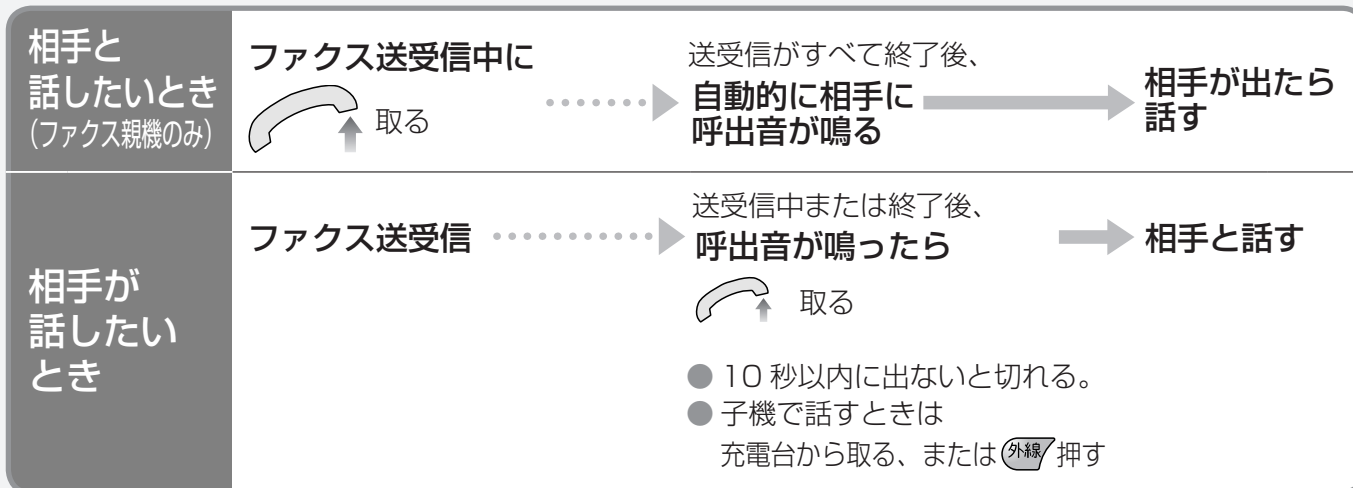 相手と
話したいとき
(ファクス親機のみ)
ファクス送受信中に
取る
送受信がすべて終了後、
自動的に相手に
呼出音が鳴る
相手が出たら
話す
相手が
話したい
とき
ファクス送受信
送受信中または終了後、
呼出音が鳴ったら
取る
● 10 秒以内に出ないと切れる。
● 子機で話すときは
充電台から取る、または 外線 押す
相手と話す